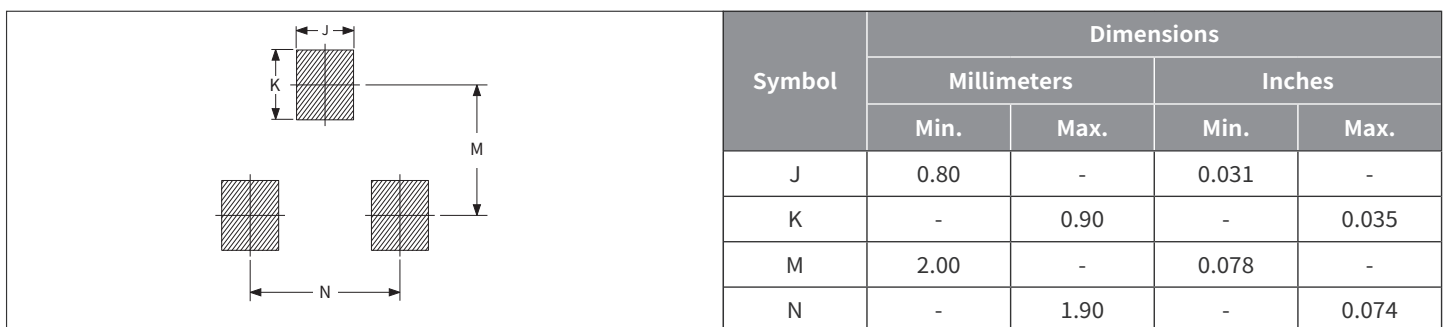 J
K
M
N
Dimensions
Symbol Millimeters Inches
Min. Max. Min. Max.
J 0.80 - 0.031 -
K - 0.90 - 0.035
M 2.00 - 0.078 -
N - 1.90 - 0.074